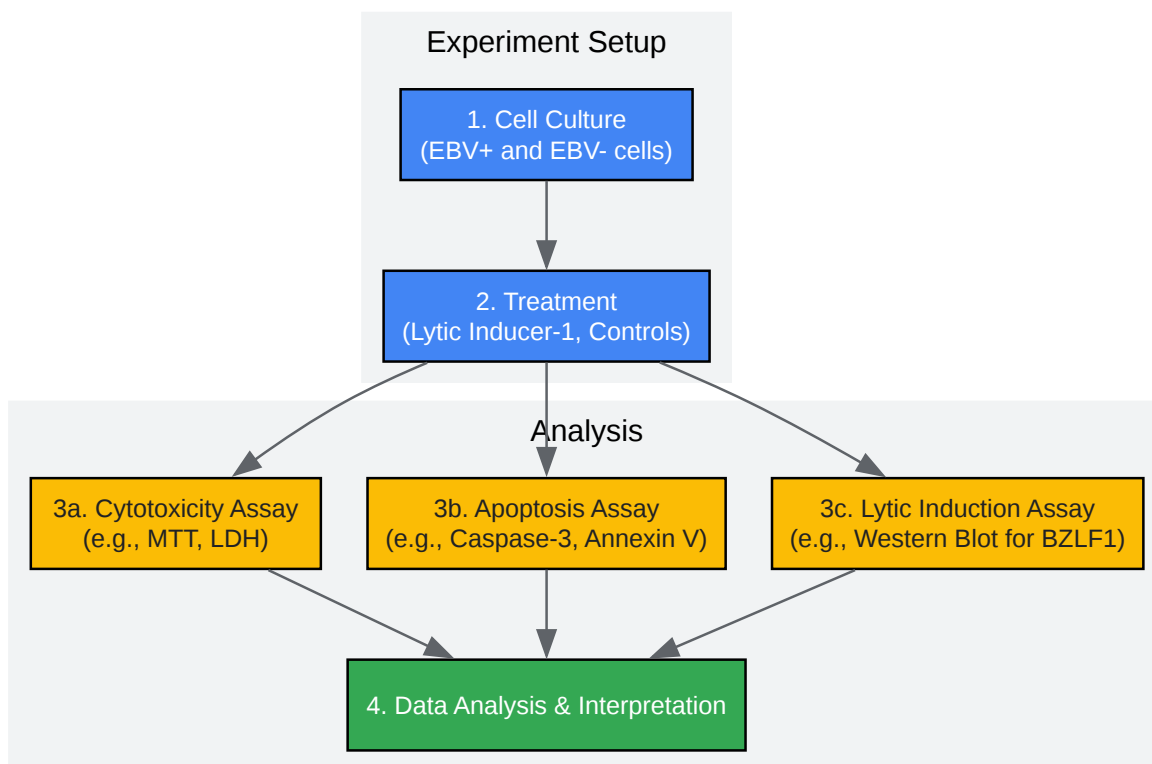 Experiment Setup
1. Cell Culture
(EBV+ and EBV- cells)
2. Treatment
(Lytic Inducer-1, Controls)
Analysis
3a. Cytotoxicity Assay
(e.g., MTT, LDH)
3b. Apoptosis Assay
(e.g., Caspase-3, Annexin V)
3c. Lytic Induction Assay
(e.g., Western Blot for BZLF1)
4. Data Analysis & Interpretation